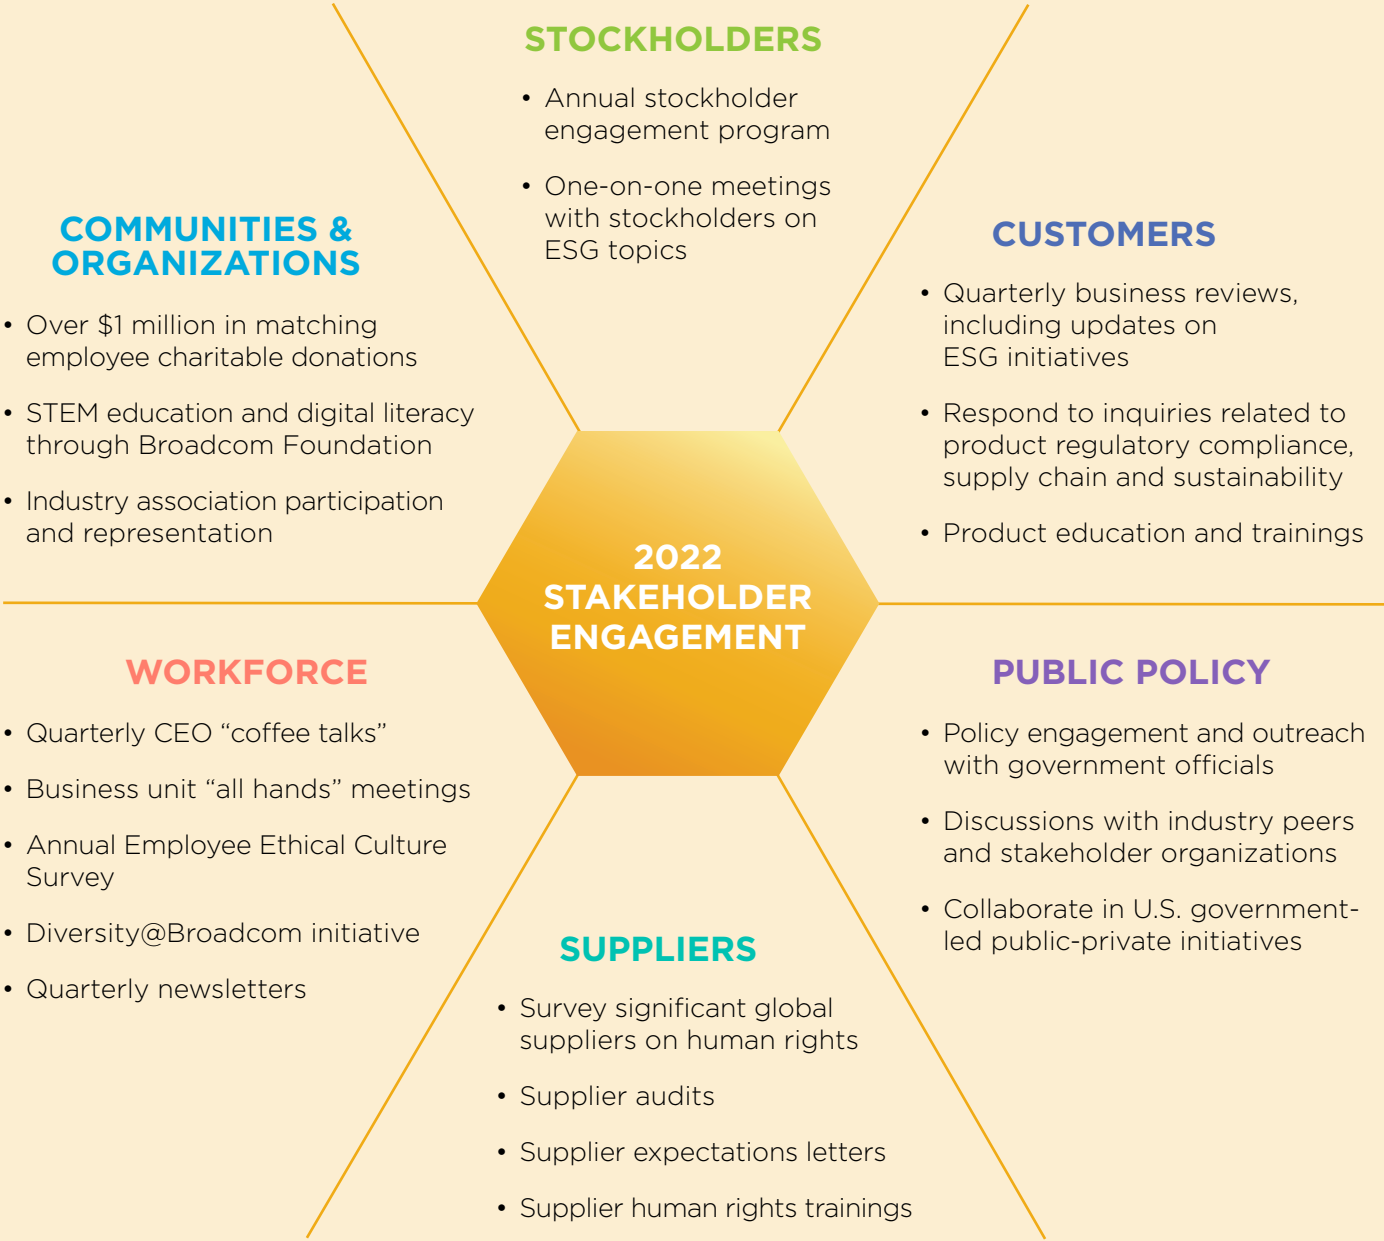 STOCKHOLDERS
• Annual stockholder
engagement program
• One-on-one meetings
with stockholders on
ESG topics
COMMUNITIES &
ORGANIZATIONS
• Over $1 million in matching
employee charitable donations
• STEM education and digital literacy
through Broadcom Foundation
• Industry association participation
and representation
CUSTOMERS
• Quarterly business reviews,
including updates on
ESG initiatives
• Respond to inquiries related to
product regulatory compliance,
supply chain and sustainability
• Product education and trainings
2022
STAKEHOLDER
ENGAGEMENT
WORKFORCE
• Quarterly CEO “coffee talks”
• Business unit “all hands” meetings
• Annual Employee Ethical Culture
Survey
• Diversity@Broadcom initiative
• Quarterly newsletters
PUBLIC POLICY
• Policy engagement and outreach
with government officials
• Discussions with industry peers
and stakeholder organizations
• Collaborate in U.S. government-
led public-private initiatives
SUPPLIERS
• Survey significant global
suppliers on human rights
• Supplier audits
• Supplier expectations letters
• Supplier human rights trainings